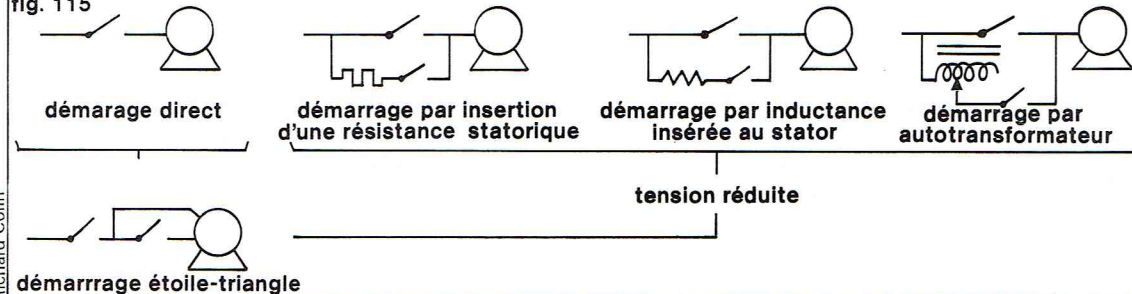 fig. 115
démarage direct
démarrage par insertion
d'une résistance statorique
démarrage par inductance
insérée au stator
démarrage par
autotransformateur
tension réduite
démarrrage étoile-triangle
Colin